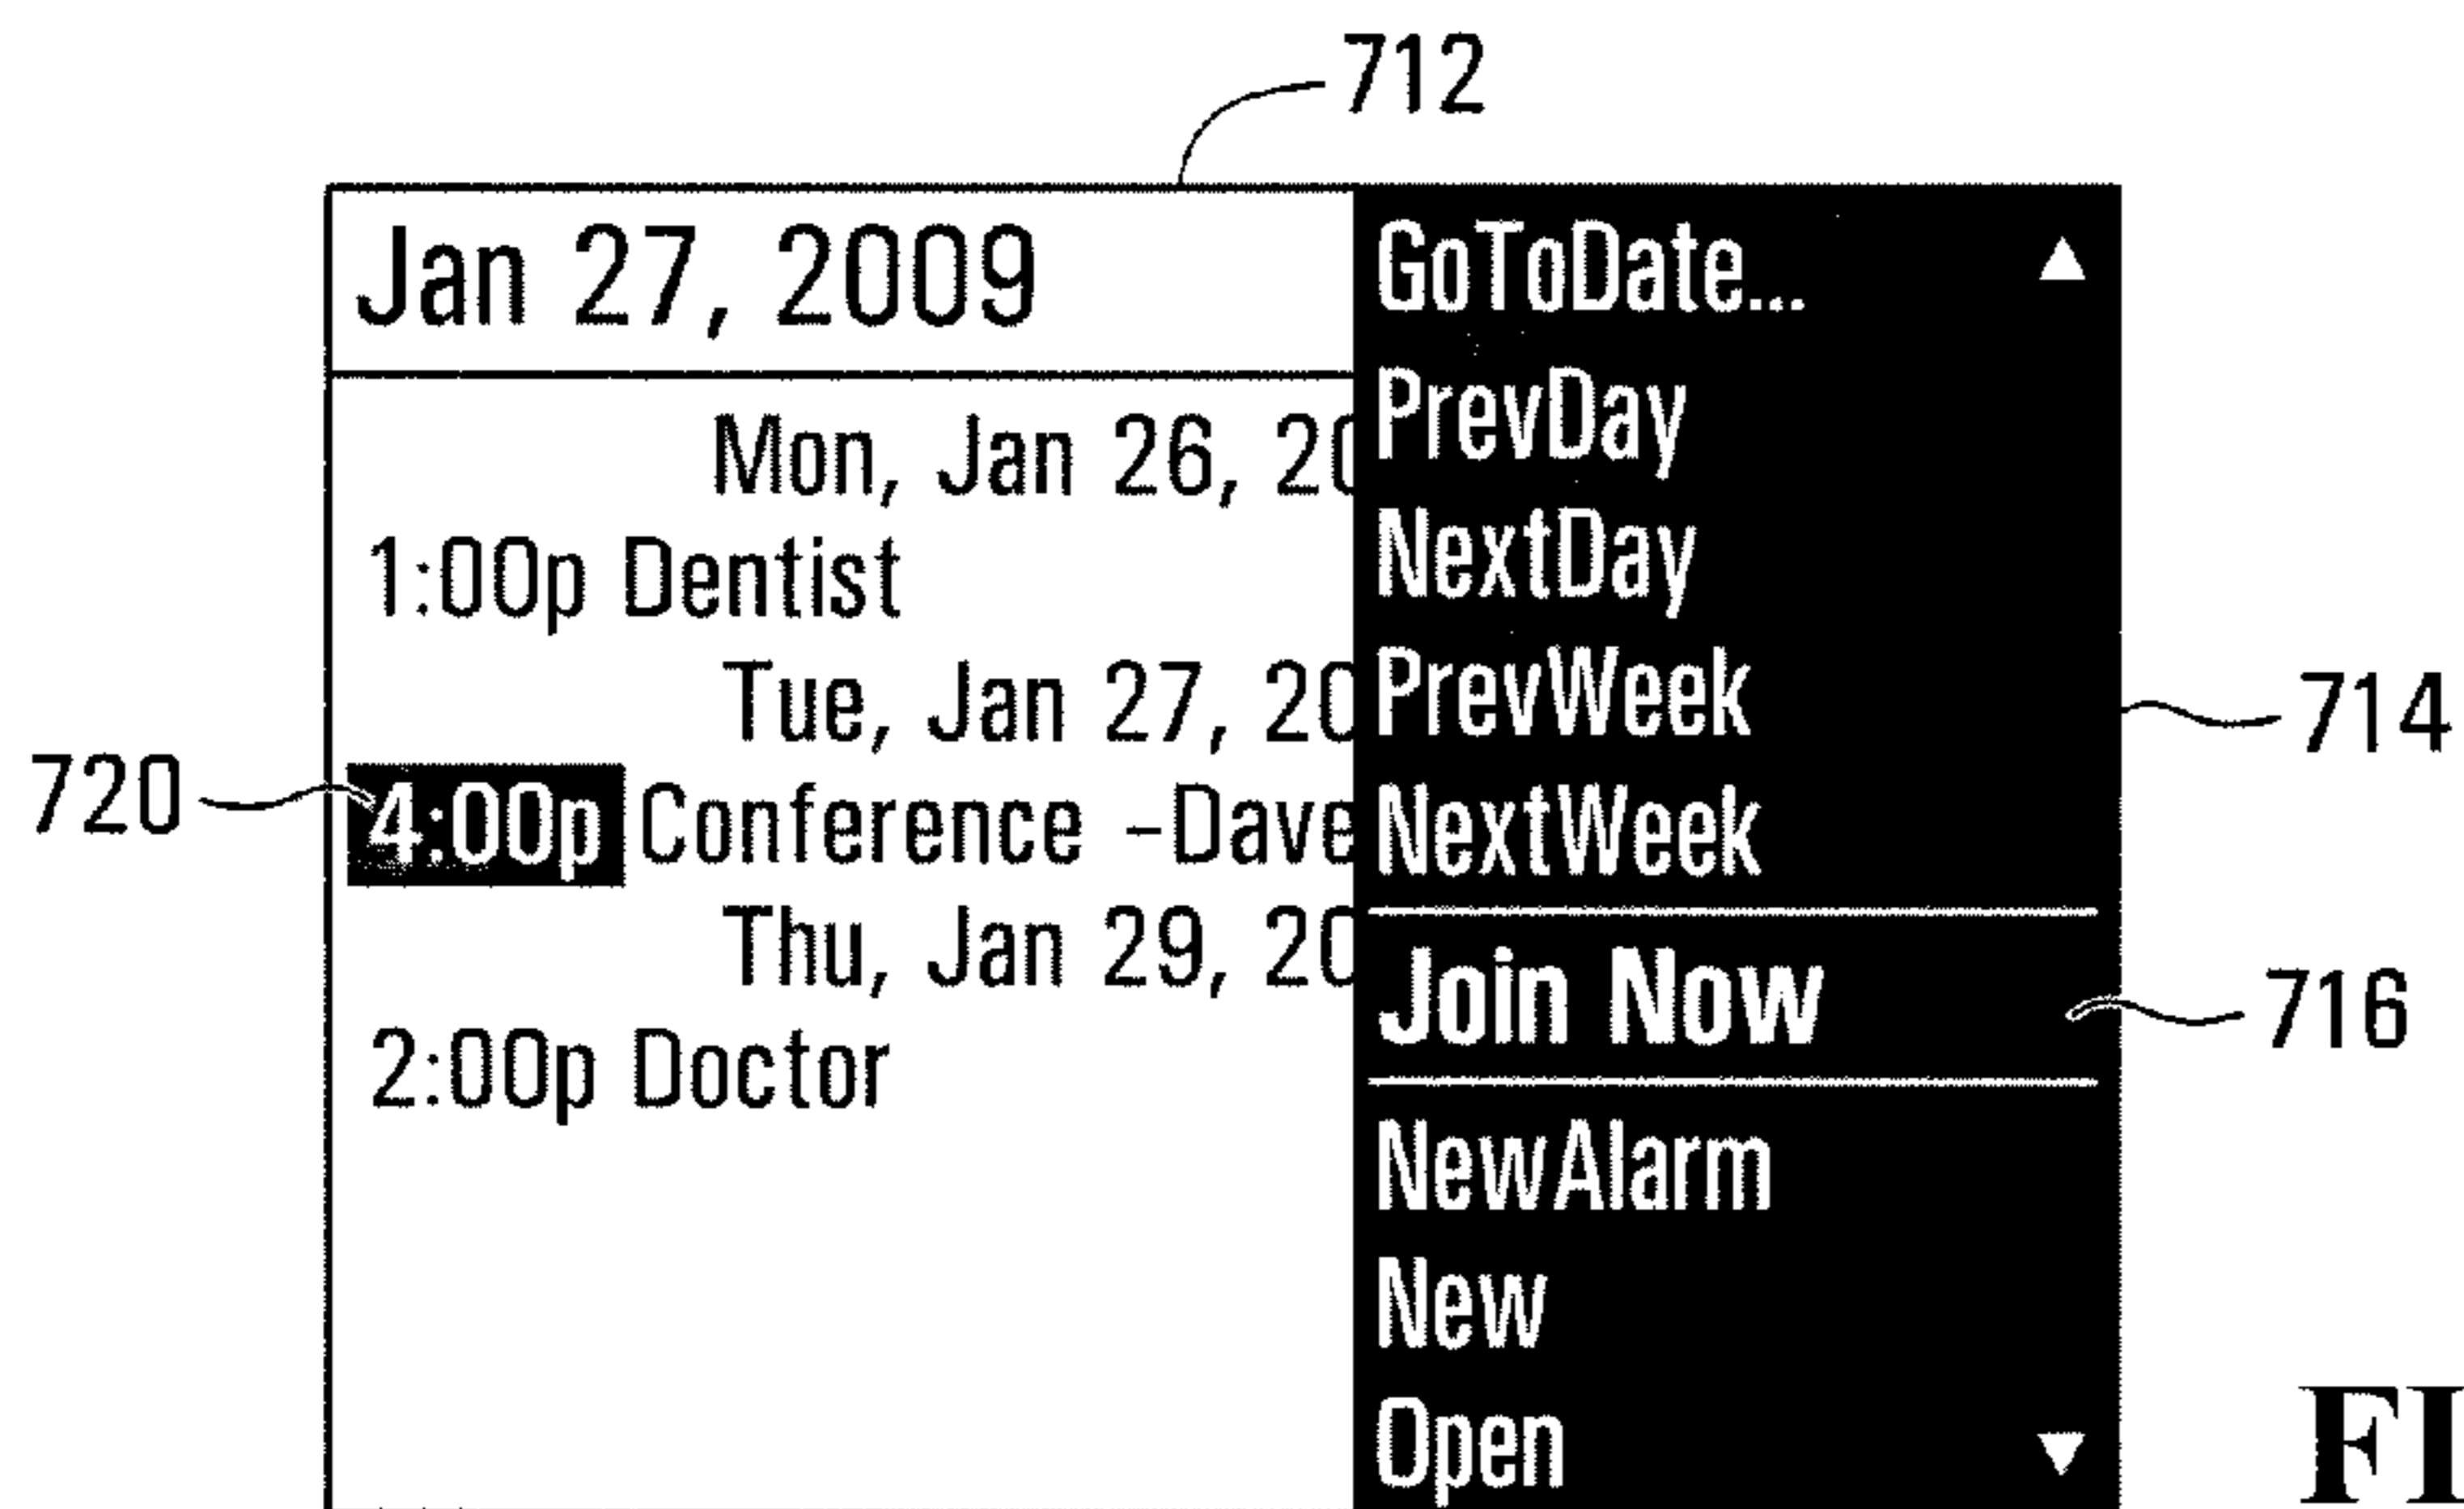 712
Jan 27, 2009
Mon, Jan 26, 20
1:00p Dentist
Tue, Jan 27, 20
720
4:00p Conference -Dave
Thu, Jan 29, 20
2:00p Doctor
GoToDate...
PrevDay
NextDay
PrevWeek
714
NextWeek
Join Now
716
NewAlarm
New
Open
FI